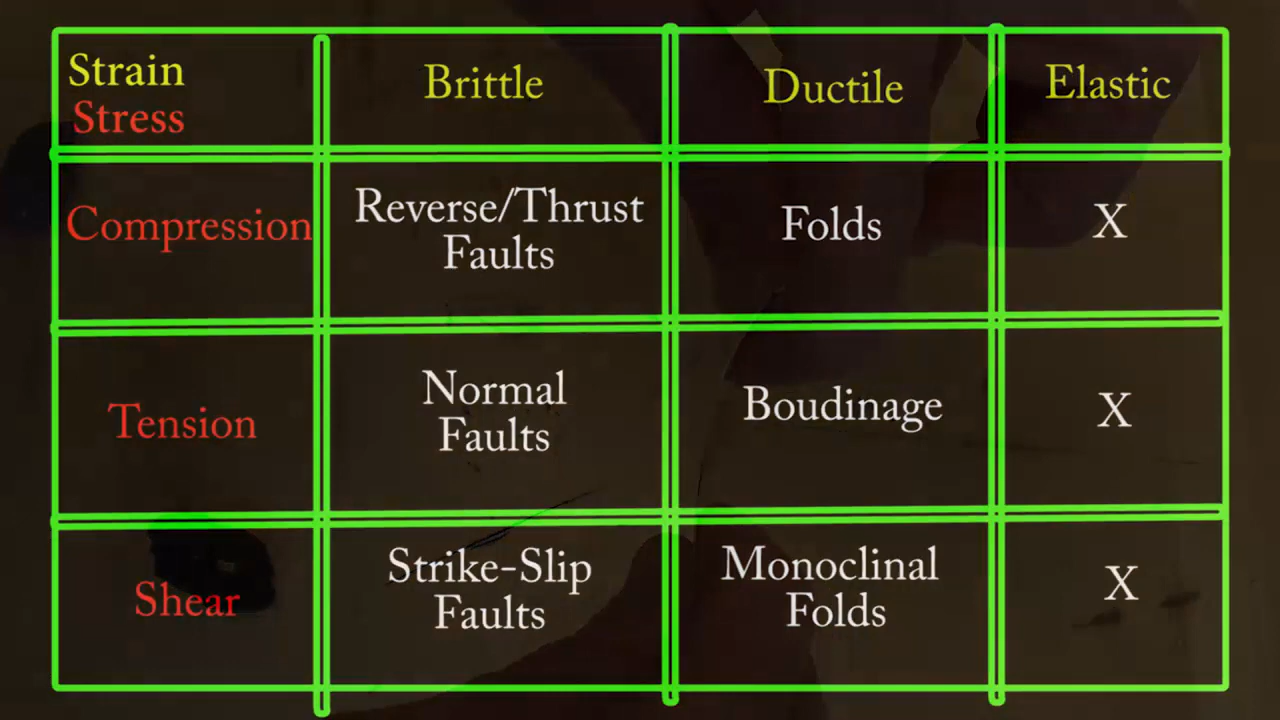 Strain
Stress
Brittle
Ductile
Elastic
Compression
Reverse/Thrust
Faults
Folds
X
Tension
Normal
Faults
Boudinage
X
Shear
Strike-Slip
Faults
Monoclinal
Folds
X